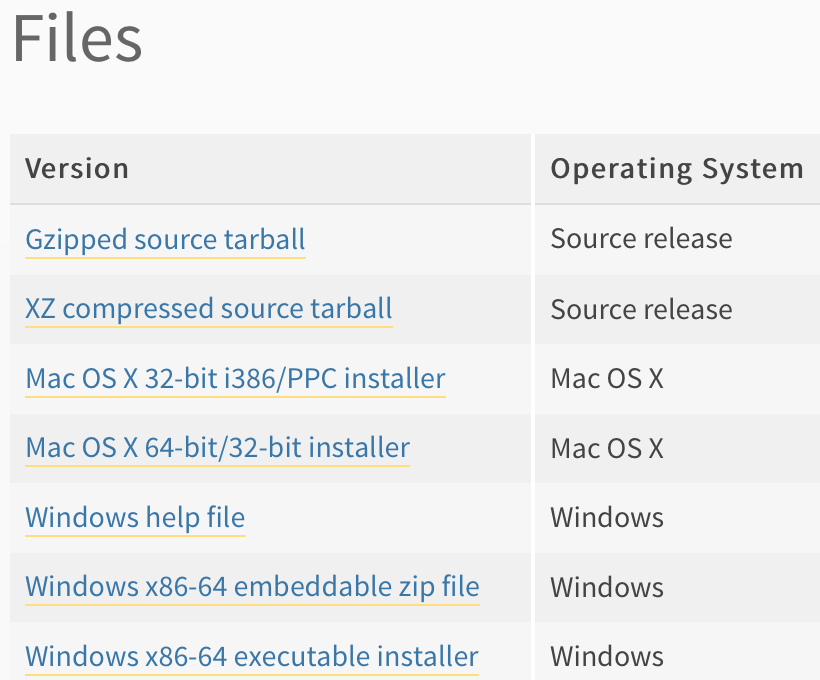 Files
Version Operating System
Gzipped source tarball Source release
XZ compressed source tarball Source release
Mac OS X 32-bit i386/PPC installer Mac OS X
Mac OS X 64-bit/32-bit installer Mac OS X
Windows help file Windows
Windows x86-64 embeddable zip file Windows
Windows x86-64 executable installer Windows